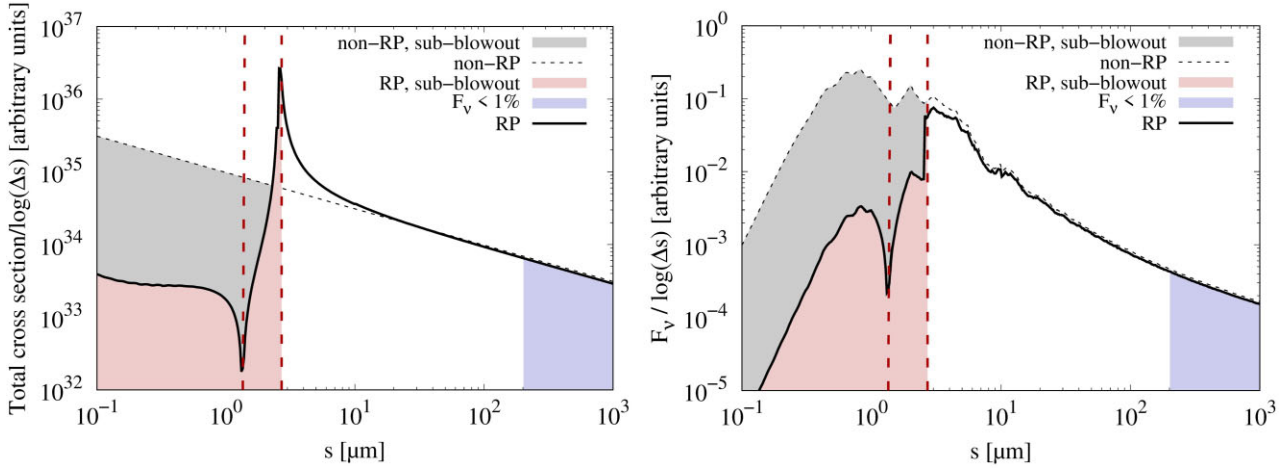 Total cross section/log(Δs) [arbitrary units]
10^37
10^36
10^35
10^34
10^33
10^32
non−RP, sub−blowout
non−RP
RP, sub−blowout
F_ν < 1%
RP
10^-1
10^0
10^1
10^2
10^3
s [μm]
F_ν / log(Δs) [arbitrary units]
10^0
10^-1
10^-2
10^-3
10^-4
10^-5
non−RP, sub−blowout
non−RP
RP, sub−blowout
F_ν < 1%
RP
10^-1
10^0
10^1
10^2
10^3
s [μm]